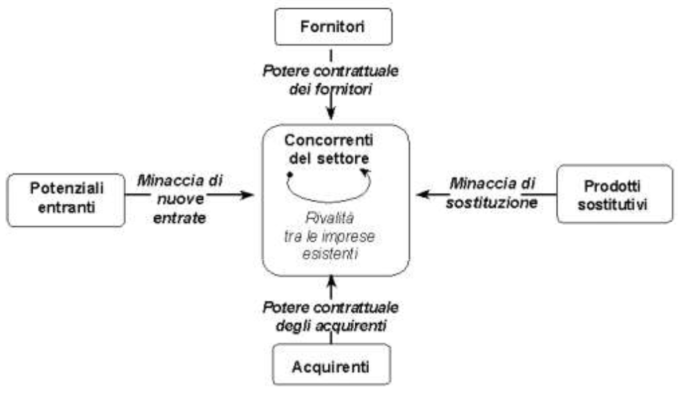 Fornitori
Potere contrattuale
dei fornitori
Concorrenti
del settore
Potenziali
entranti
Minaccia di
nuove
entrate
Rivalità
tra le imprese
esistenti
Minaccia di
sostituzione
Prodotti
sostitutivi
Potere contrattuale
degli acquirenti
Acquirenti